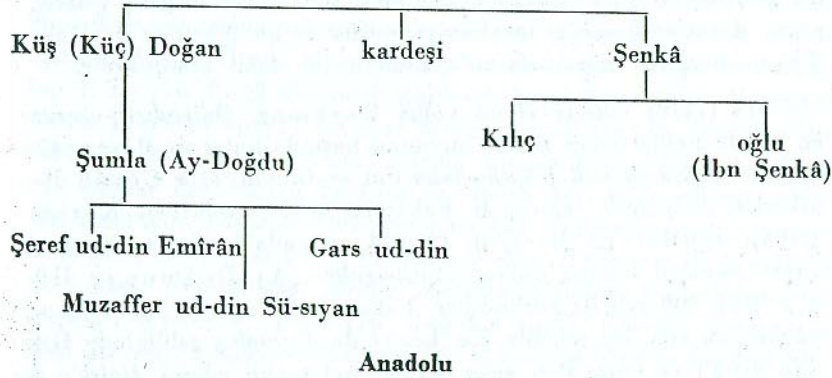 Küş (Küç) Doğan kardeşi Şenkâ
Kılıç oğlu
(İbn Şenkâ)
Şumla (Ay-Doğdu)
Şeref ud-din Emîrân Gars ud-din
Muzaffer ud-din Sü-sıyan
Anadolu